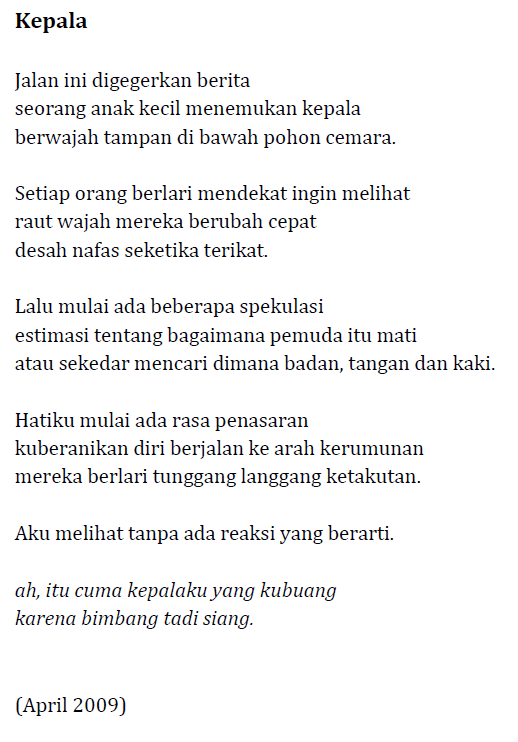 Kepala
Jalan ini digegerkan berita
seorang anak kecil menemukan kepala
berwajah tampan di bawah pohon cemara.
Setiap orang berlari mendekat ingin melihat
raut wajah mereka berubah cepat
desah nafas seketika terikat.
Lalu mulai ada beberapa spekulasi
estimasi tentang bagaimana pemuda itu mati
atau sekedar mencari dimana badan, tangan dan kaki.
Hatiku mulai ada rasa penasaran
kuberanikan diri berjalan ke arah kerumunan
mereka berlari tunggang langgang ketakutan.
Aku melihat tanpa ada reaksi yang berarti.
ah, itu cuma kepalaku yang kubuang
karena bimbang tadi siang.
(April 2009)